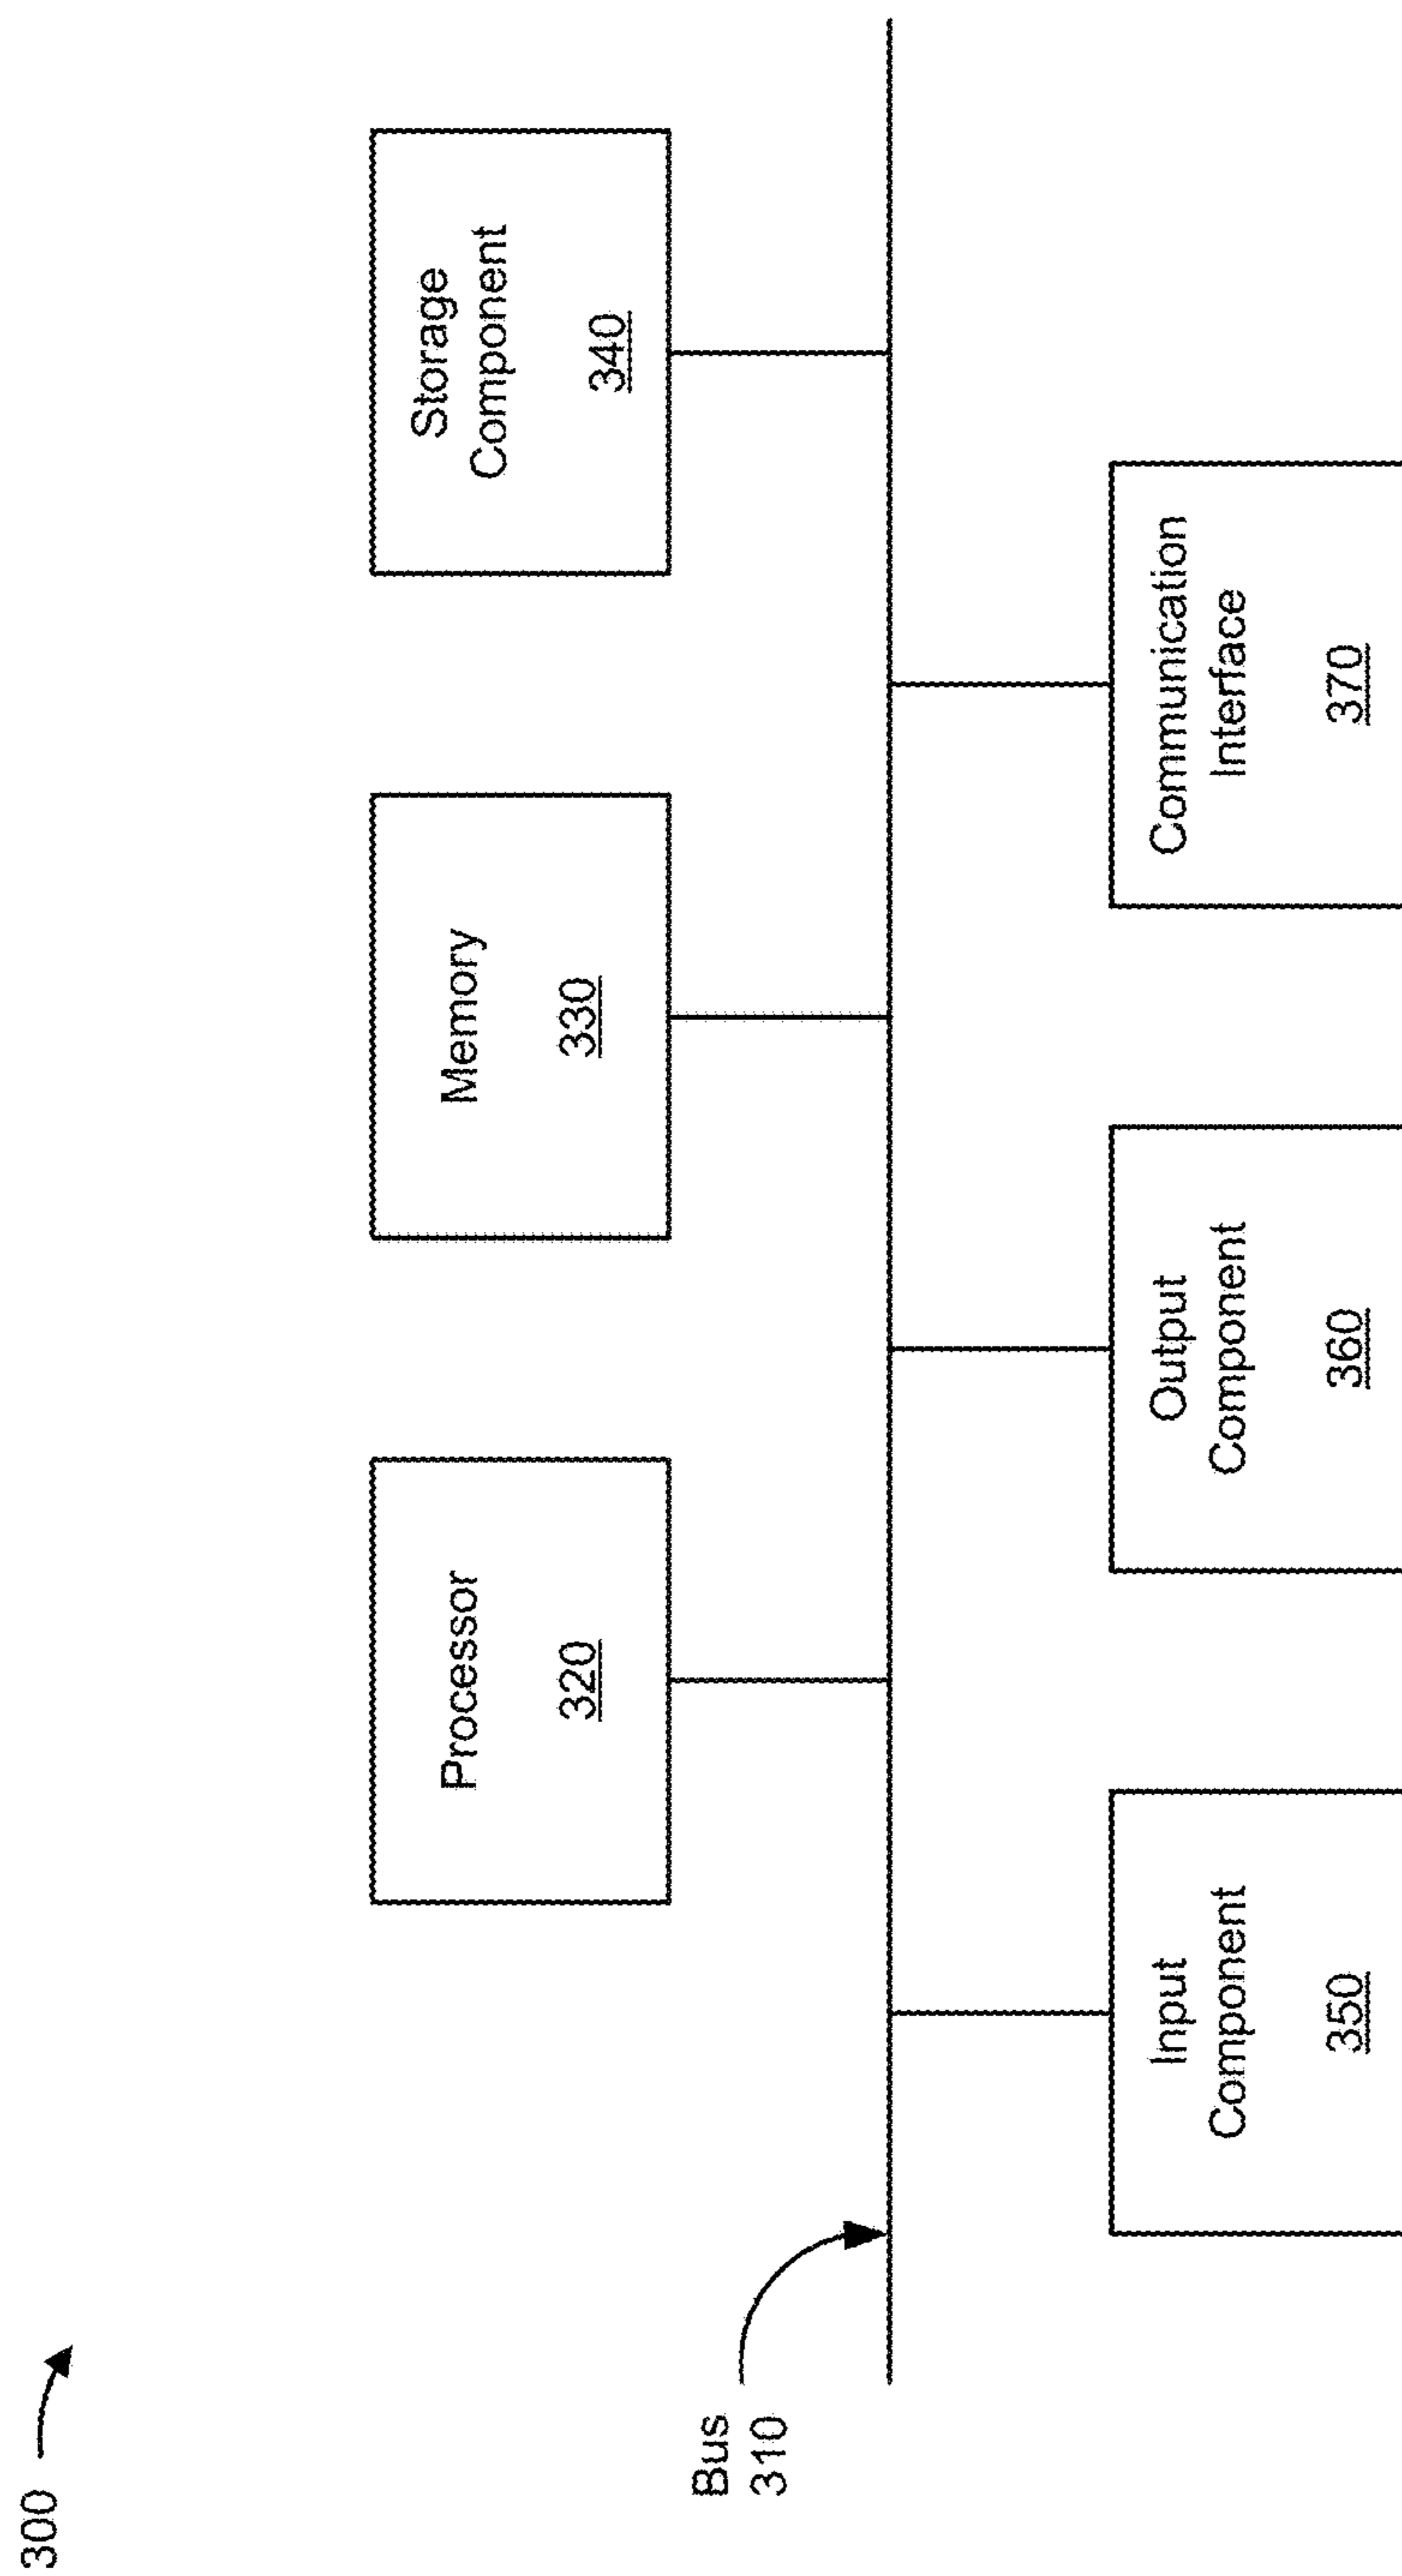 300
Processor
320
Memory
330
Storage
Component
340
Bus
310
Input
Component
350
Output
Component
360
Communication
Interface
370